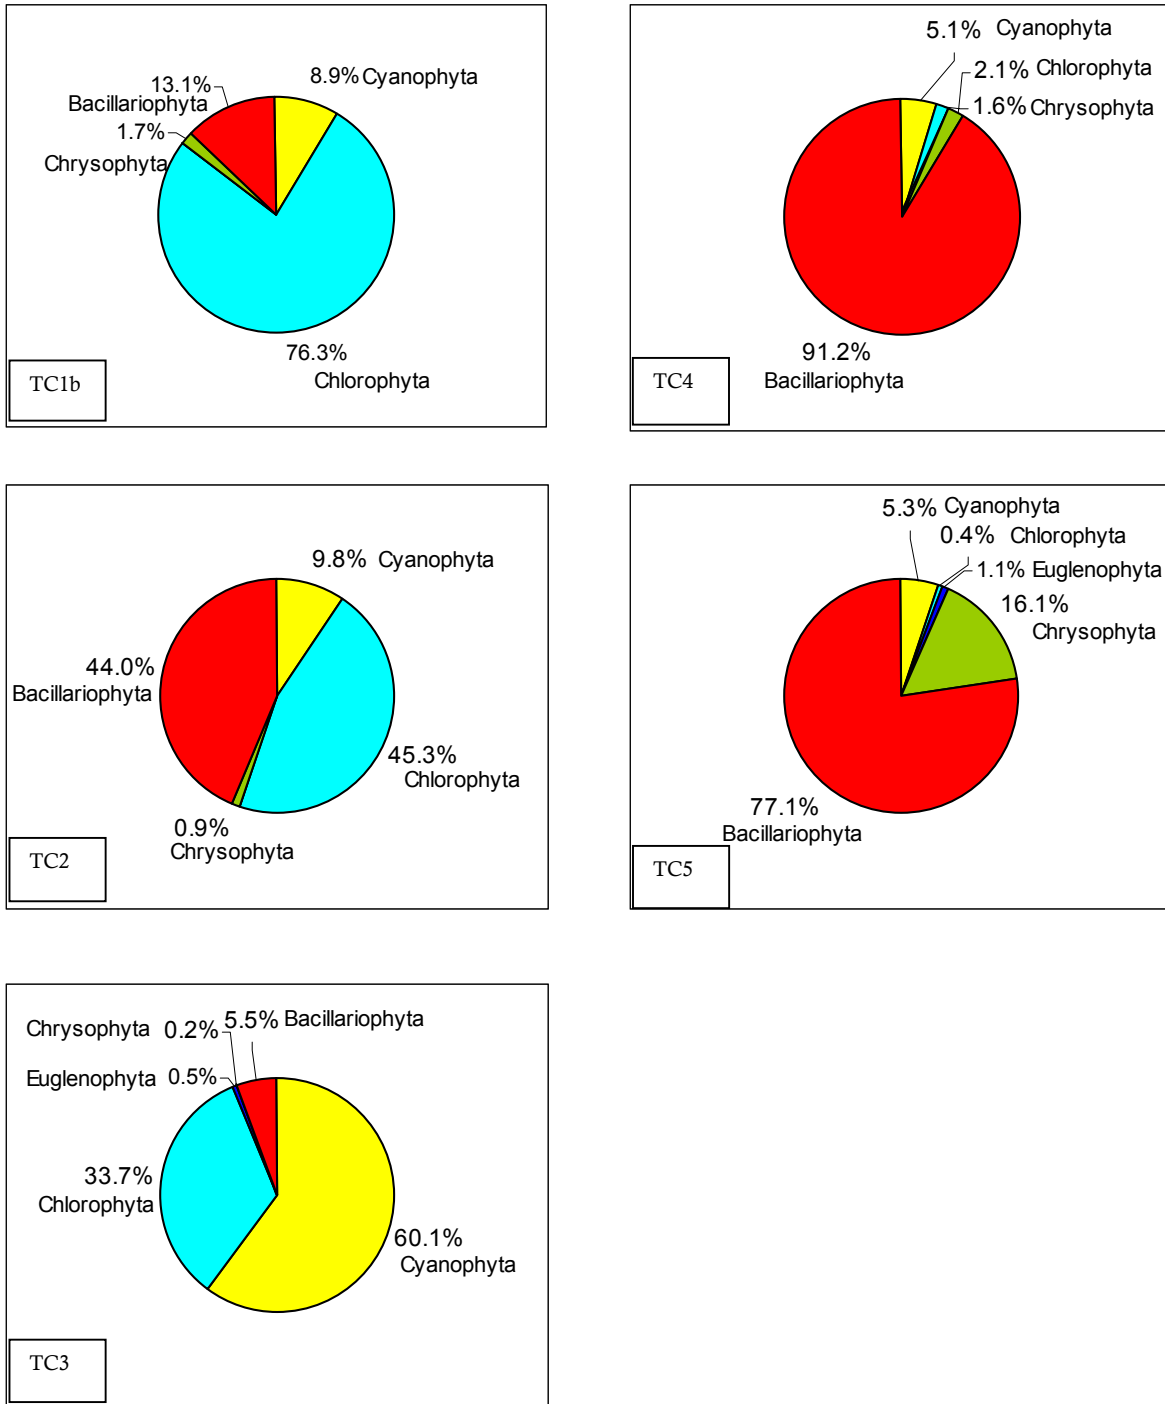 13.1%
Bacillariophyta
1.7%
Chrysophyta
8.9% Cyanophyta
76.3%
Chlorophyta
TC1b
5.1% Cyanophyta
2.1% Chlorophyta
1.6% Chrysophyta
91.2%
Bacillariophyta
TC4
9.8% Cyanophyta
44.0%
Bacillariophyta
45.3%
Chlorophyta
0.9%
Chrysophyta
TC2
5.3% Cyanophyta
0.4% Chlorophyta
1.1% Euglenophyta
16.1%
Chrysophyta
77.1%
Bacillariophyta
TC5
Chrysophyta 0.2% 5.5% Bacillariophyta
Euglenophyta 0.5%
33.7%
Chlorophyta
60.1%
Cyanophyta
TC3